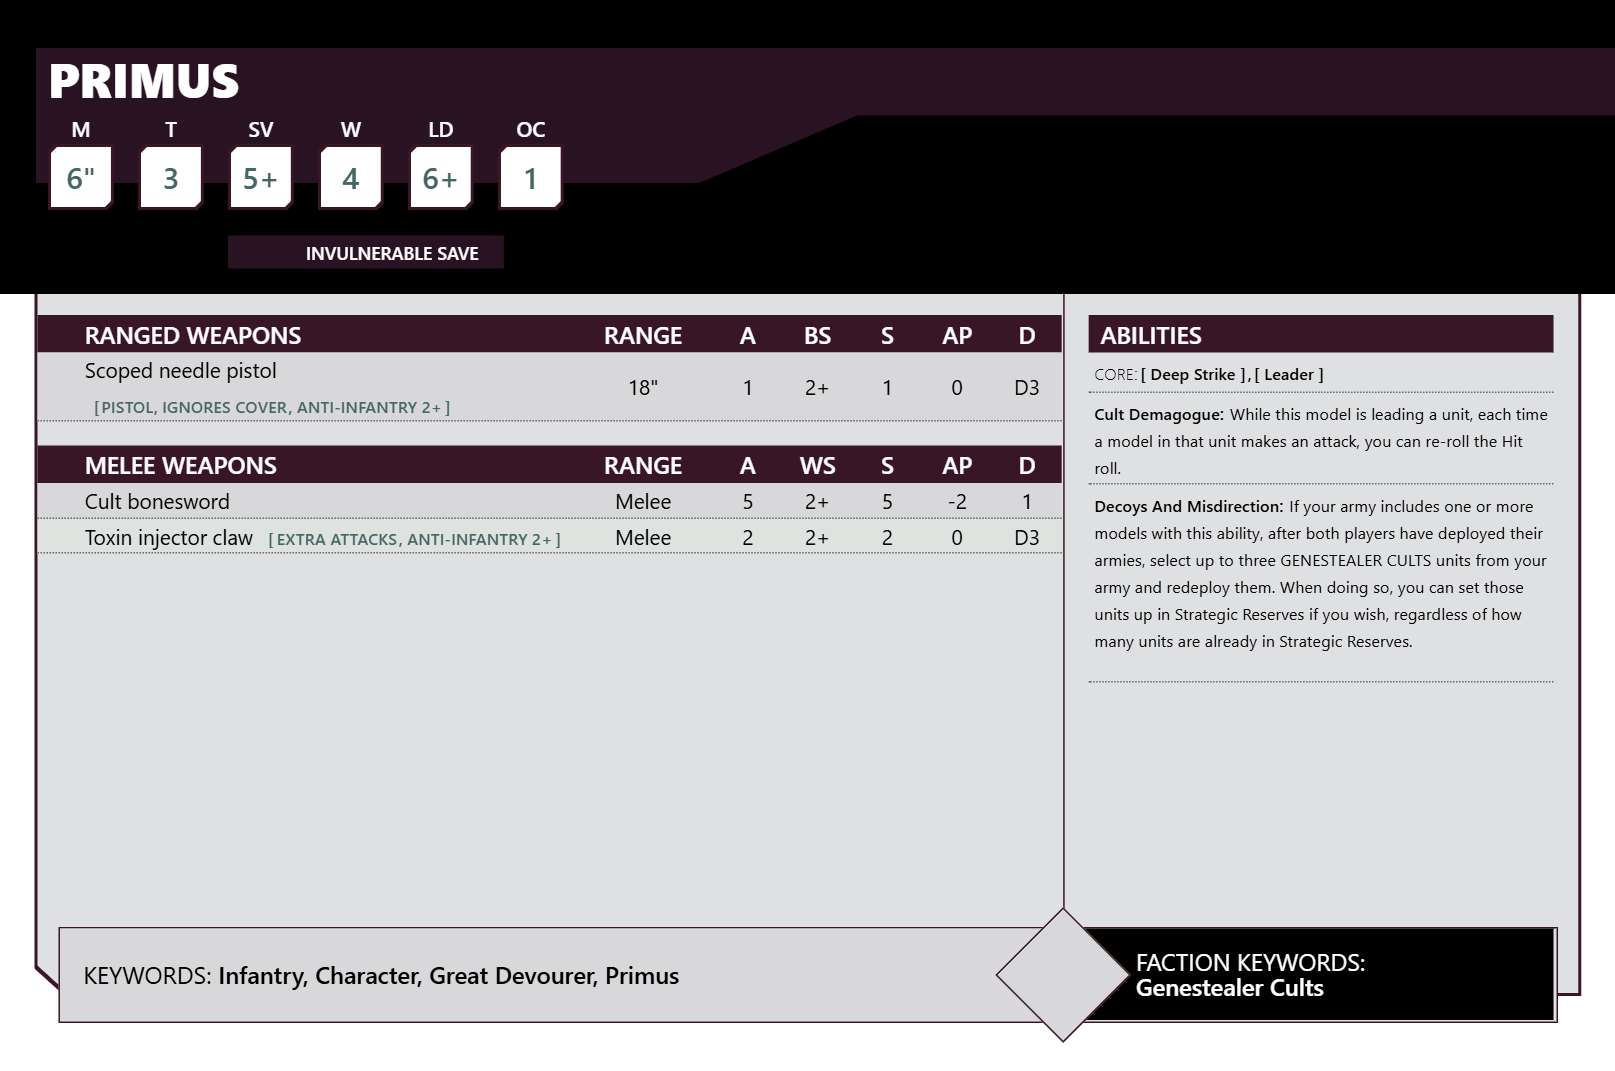 PRIMUS
M T SV W LD OC
6" 3 5+ 4 6+ 1
INVULNERABLE SAVE
RANGED WEAPONS RANGE A BS S AP D
Scoped needle pistol
18" 1 2+ 1 0 D3
[PISTOL, IGNORES COVER, ANTI-INFANTRY 2+]
MELEE WEAPONS RANGE A WS S AP D
Cult bonesword Melee 5 2+ 5 -2 1
Toxin injector claw [EXTRA ATTACKS, ANTI-INFANTRY 2+] Melee 2 2+ 2 0 D3
ABILITIES
CORE: [ Deep Strike ],[ Leader ]
Cult Demagogue: While this model is leading a unit, each time
a model in that unit makes an attack, you can re-roll the Hit
roll.
Decoys And Misdirection: If your army includes one or more
models with this ability, after both players have deployed their
armies, select up to three GENESTEALER CULTS units from your
army and redeploy them. When doing so, you can set those
units up in Strategic Reserves if you wish, regardless of how
many units are already in Strategic Reserves.
KEYWORDS: Infantry, Character, Great Devourer, Primus
FACTION KEYWORDS:
Genestealer Cults